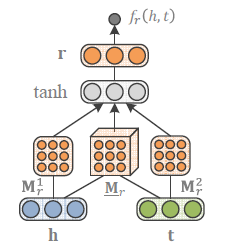 f_r(h, t)
r
tanh
M_r^1 M_r M_r^2
h t